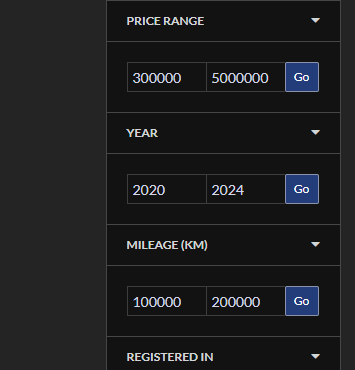 PRICE RANGE
300000 5000000 Go
YEAR
2020 2024 Go
MILEAGE (KM)
100000 200000 Go
REGISTERED IN